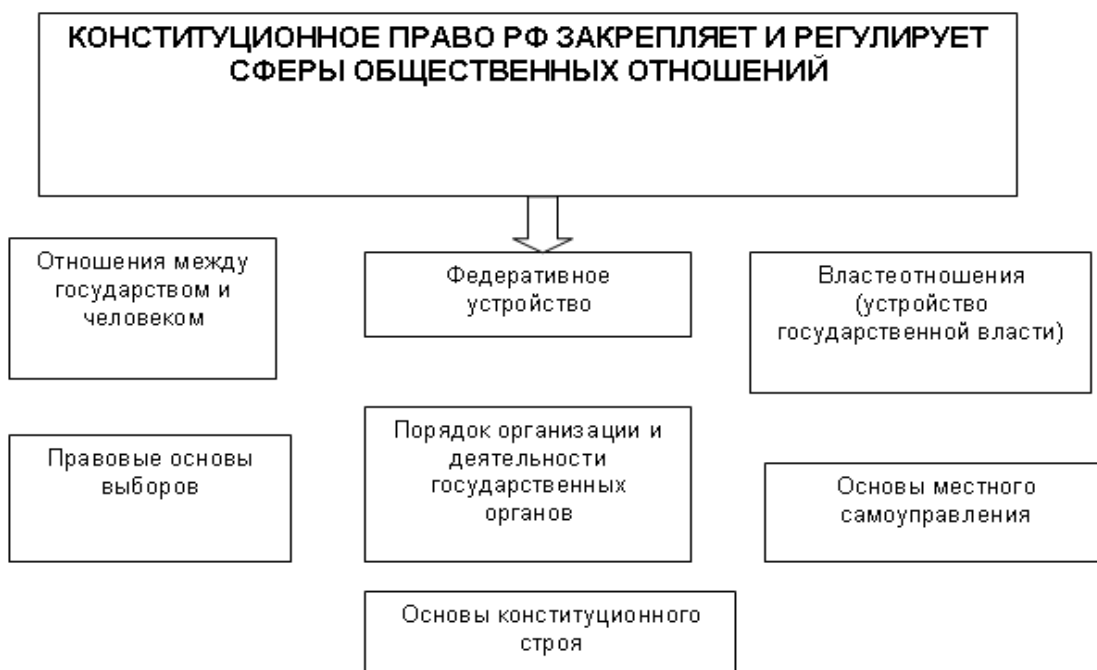 КОНСТИТУЦИОННОЕ ПРАВО РФ ЗАКРЕПЛЯЕТ И РЕГУЛИРУЕТ
СФЕРЫ ОБЩЕСТВЕННЫХ ОТНОШЕНИЙ
Отношения между
государством и
человеком
Федеративное
устройство
Властеотношения
(устройство
государственной власти)
Правовые основы
выборов
Порядок организации и
деятельности
государственных
органов
Основы местного
самоуправления
Основы конституционного
строя